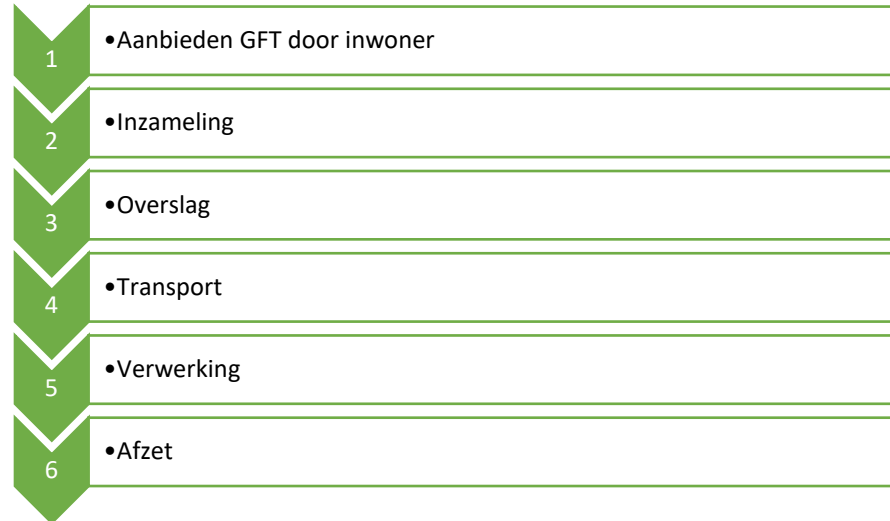 1
•Aanbieden GFT door inwoner
2
•Inzameling
3
•Overslag
4
•Transport
5
•Verwerking
6
•Afzet